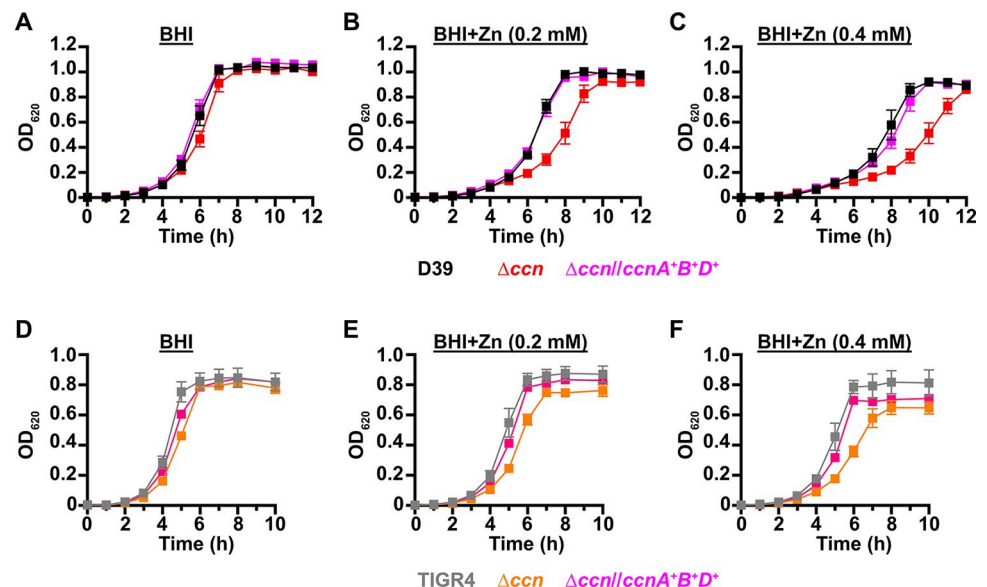 A
BHI
OD620
1.2
1.0
0.8
0.6
0.4
0.2
0
0 2 4 6 8 10 12
Time (h)
B
BHI+Zn (0.2 mM)
OD620
1.2
1.0
0.8
0.6
0.4
0.2
0
0 2 4 6 8 10 12
Time (h)
C
BHI+Zn (0.4 mM)
OD620
1.2
1.0
0.8
0.6
0.4
0.2
0
0 2 4 6 8 10 12
Time (h)
D39 Δccn Δccn//ccnA+B+D+
D
BHI
OD620
1.0
0.8
0.6
0.4
0.2
0
0 2 4 6 8 10
Time (h)
E
BHI+Zn (0.2 mM)
OD620
1.0
0.8
0.6
0.4
0.2
0
0 2 4 6 8 10
Time (h)
F
BHI+Zn (0.4 mM)
OD620
1.0
0.8
0.6
0.4
0.2
0
0 2 4 6 8 10
Time (h)
TIGR4 Δccn Δccn//ccnA+B+D+